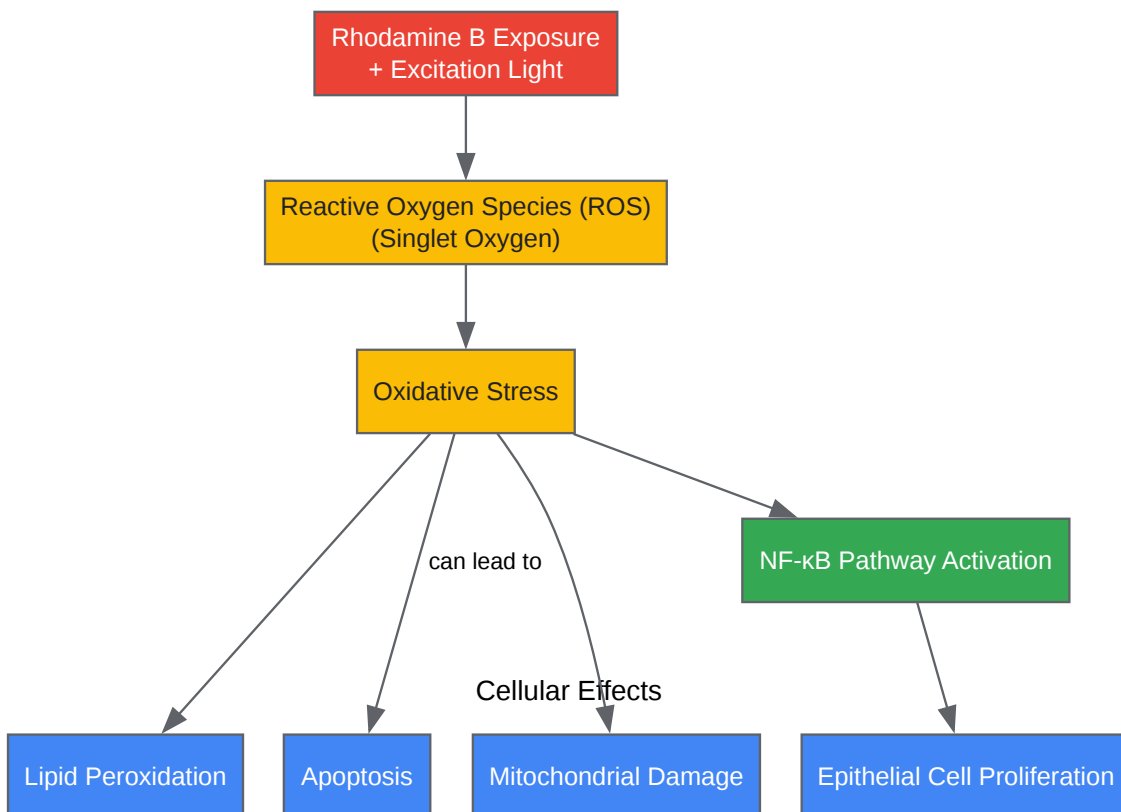 Rhodamine B Exposure
+ Excitation Light
Reactive Oxygen Species (ROS)
(Singlet Oxygen)
Oxidative Stress
can lead to
NF-κB Pathway Activation
Cellular Effects
Lipid Peroxidation
Apoptosis
Mitochondrial Damage
Epithelial Cell Proliferation